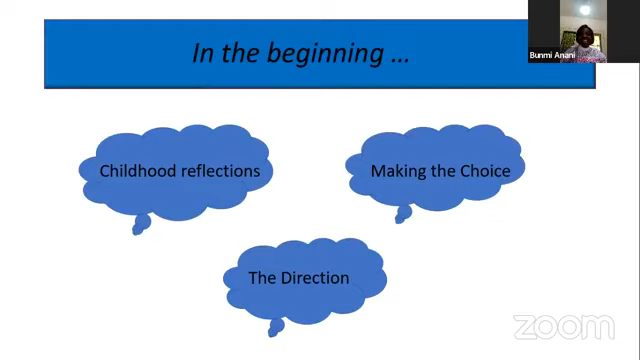 In the beginning ...
Bunmi Anani
Childhood reflections
Making the Choice
The Direction
zoom